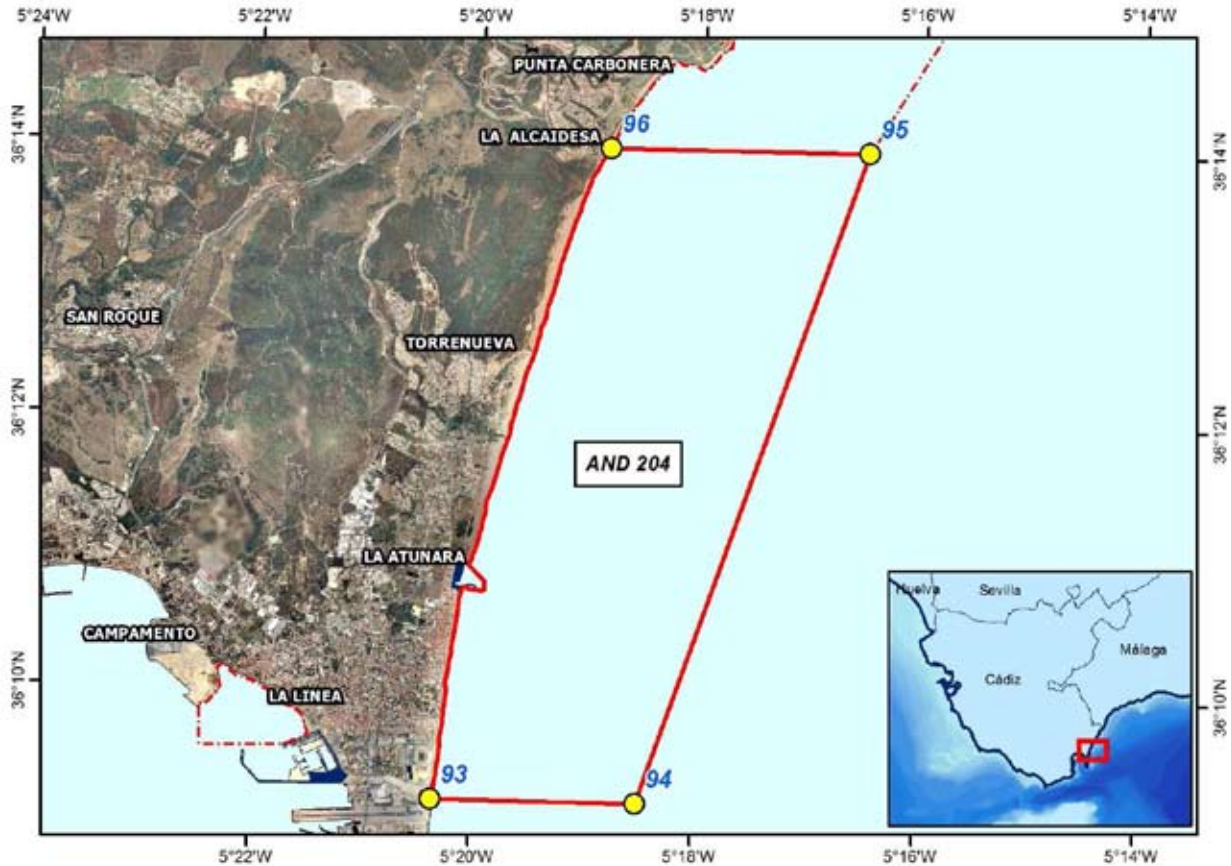 5°24'W 5°22'W 5°20'W 5°18'W 5°16'W 5°14'W
PUNTA CARBONERA
96
95
36°14'N
LA ALCAIDESA
36°14'N
SAN ROQUE
TORRENUEVA
36°12'N
36°12'N
AND 204
LA ATUNARA
CAMPAMENTO
36°10'N
LA LINEA
36°10'N
93
94
Huelva
Sevilla
Málaga
Cádiz
5°22'W 5°20'W 5°18'W 5°16'W 5°14'W